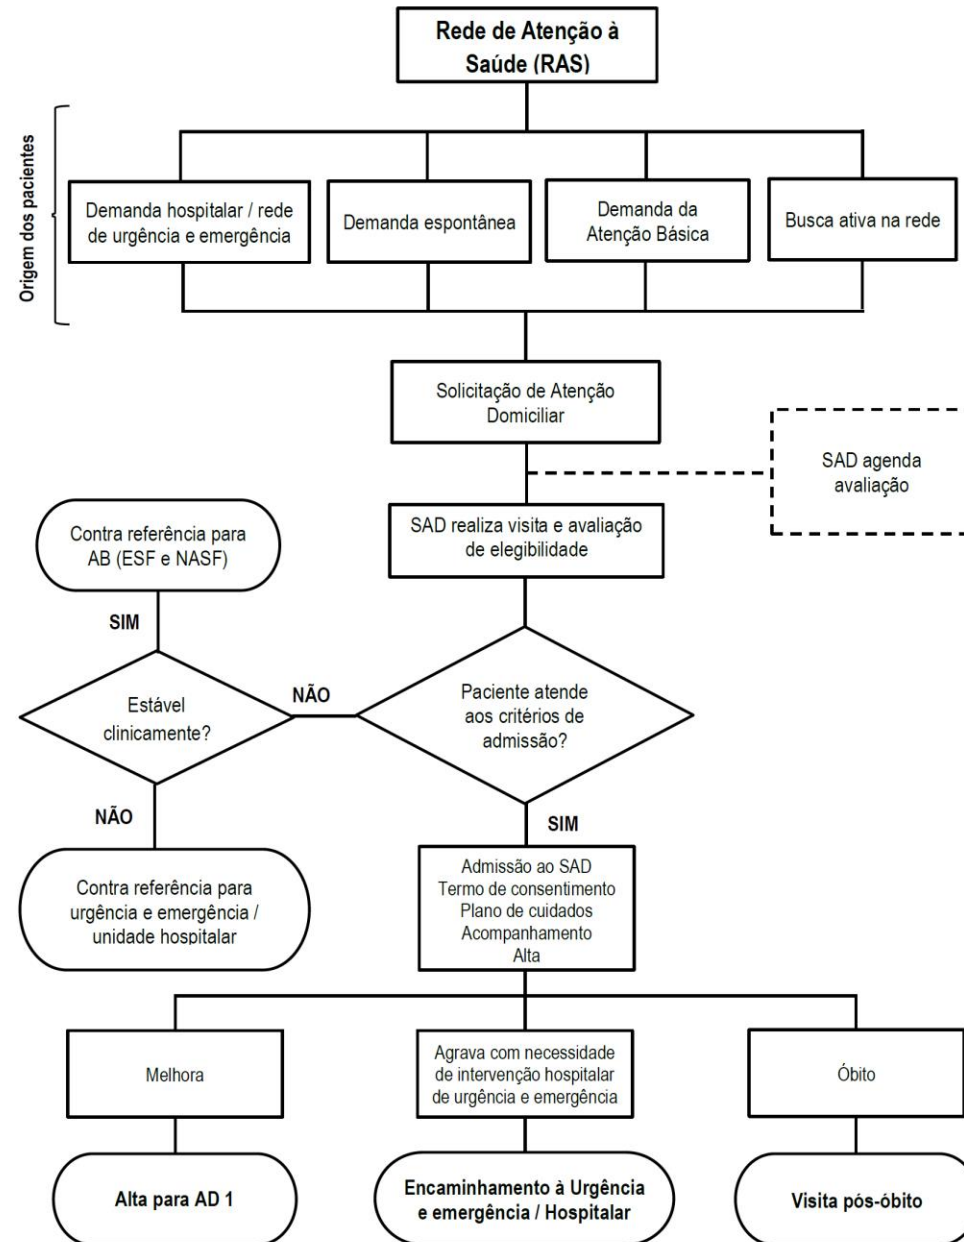 Rede de Atenção à
Saúde (RAS)
Origem dos pacientes
Demanda hospitalar / rede
de urgência e emergência
Demanda espontânea
Demanda da
Atenção Básica
Busca ativa na rede
Solicitação de Atenção
Domiciliar
SAD agenda
avaliação
SAD realiza visita e avaliação
de elegibilidade
Contra referência para
AB (ESF e NASF)
SIM
Estável
clinicamente?
NÃO
Paciente atende
aos critérios de
admissão?
NÃO
SIM
Contra referência para
urgência e emergência /
unidade hospitalar
Admissão ao SAD
Termo de consentimento
Plano de cuidados
Acompanhamento
Alta
Melhora
Agrava com necessidade
de intervenção hospitalar
de urgência e emergência
Óbito
Alta para AD 1
Encaminhamento à Urgência
e emergência / Hospitalar
Visita pós-óbito